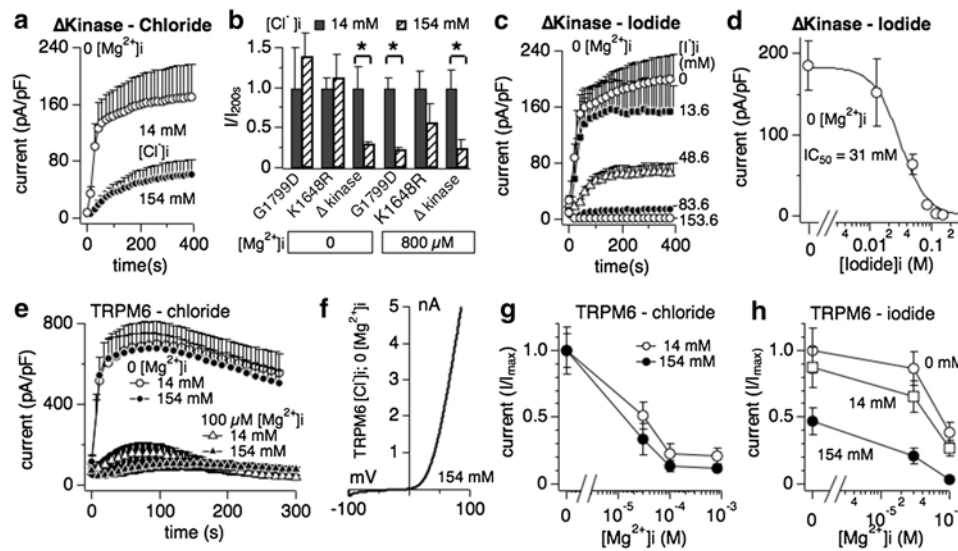 a
ΔKinase - Chloride
0 [Mg²⁺]i
current (pA/pF)
240
160
80
0
14 mM
[Cl⁻]i
154 mM
0 200 400
time(s)
b
[Cl⁻]i 14 mM 154 mM
I/I200s
1.5
1.0
0.5
0
* * *
G1799D
K1648R
Δ kinase
G1799D
K1648R
Δ kinase
[Mg²⁺]i 0 800 µM
c
ΔKinase - Iodide
0 [Mg²⁺]i
[I⁻]i
(mM)
current (pA/pF)
240
160
80
0
0
13.6
48.6
83.6
153.6
0 200 400
time(s)
d
ΔKinase - Iodide
current (pA/pF)
200
100
0
0 [Mg²⁺]i
IC50 = 31 mM
0 4 0.01 2 4 0.1 2
[Iodide]i (M)
e
TRPM6 - chloride
current (pA/pF)
800
400
0
0 [Mg²⁺]i
14 mM
154 mM
100 µM [Mg²⁺]i
14 mM
154 mM
0 100 200 300
time (s)
f
TRPM6 [Cl⁻]i; 0 [Mg²⁺]i
5
4
3
2
1
nA
mV
154 mM
-100 0 100
g
TRPM6 - chloride
current (I/Imax)
1.0
0.5
0
14 mM
154 mM
0 10⁻⁵ 10⁻⁴ 10⁻³
[Mg²⁺]i (M)
h
TRPM6 - iodide
current (I/Imax)
1.0
0.5
0
0 mM
14 mM
154 mM
0 4 10⁻⁵ 2 4 10⁻
[Mg²⁺]i (M)